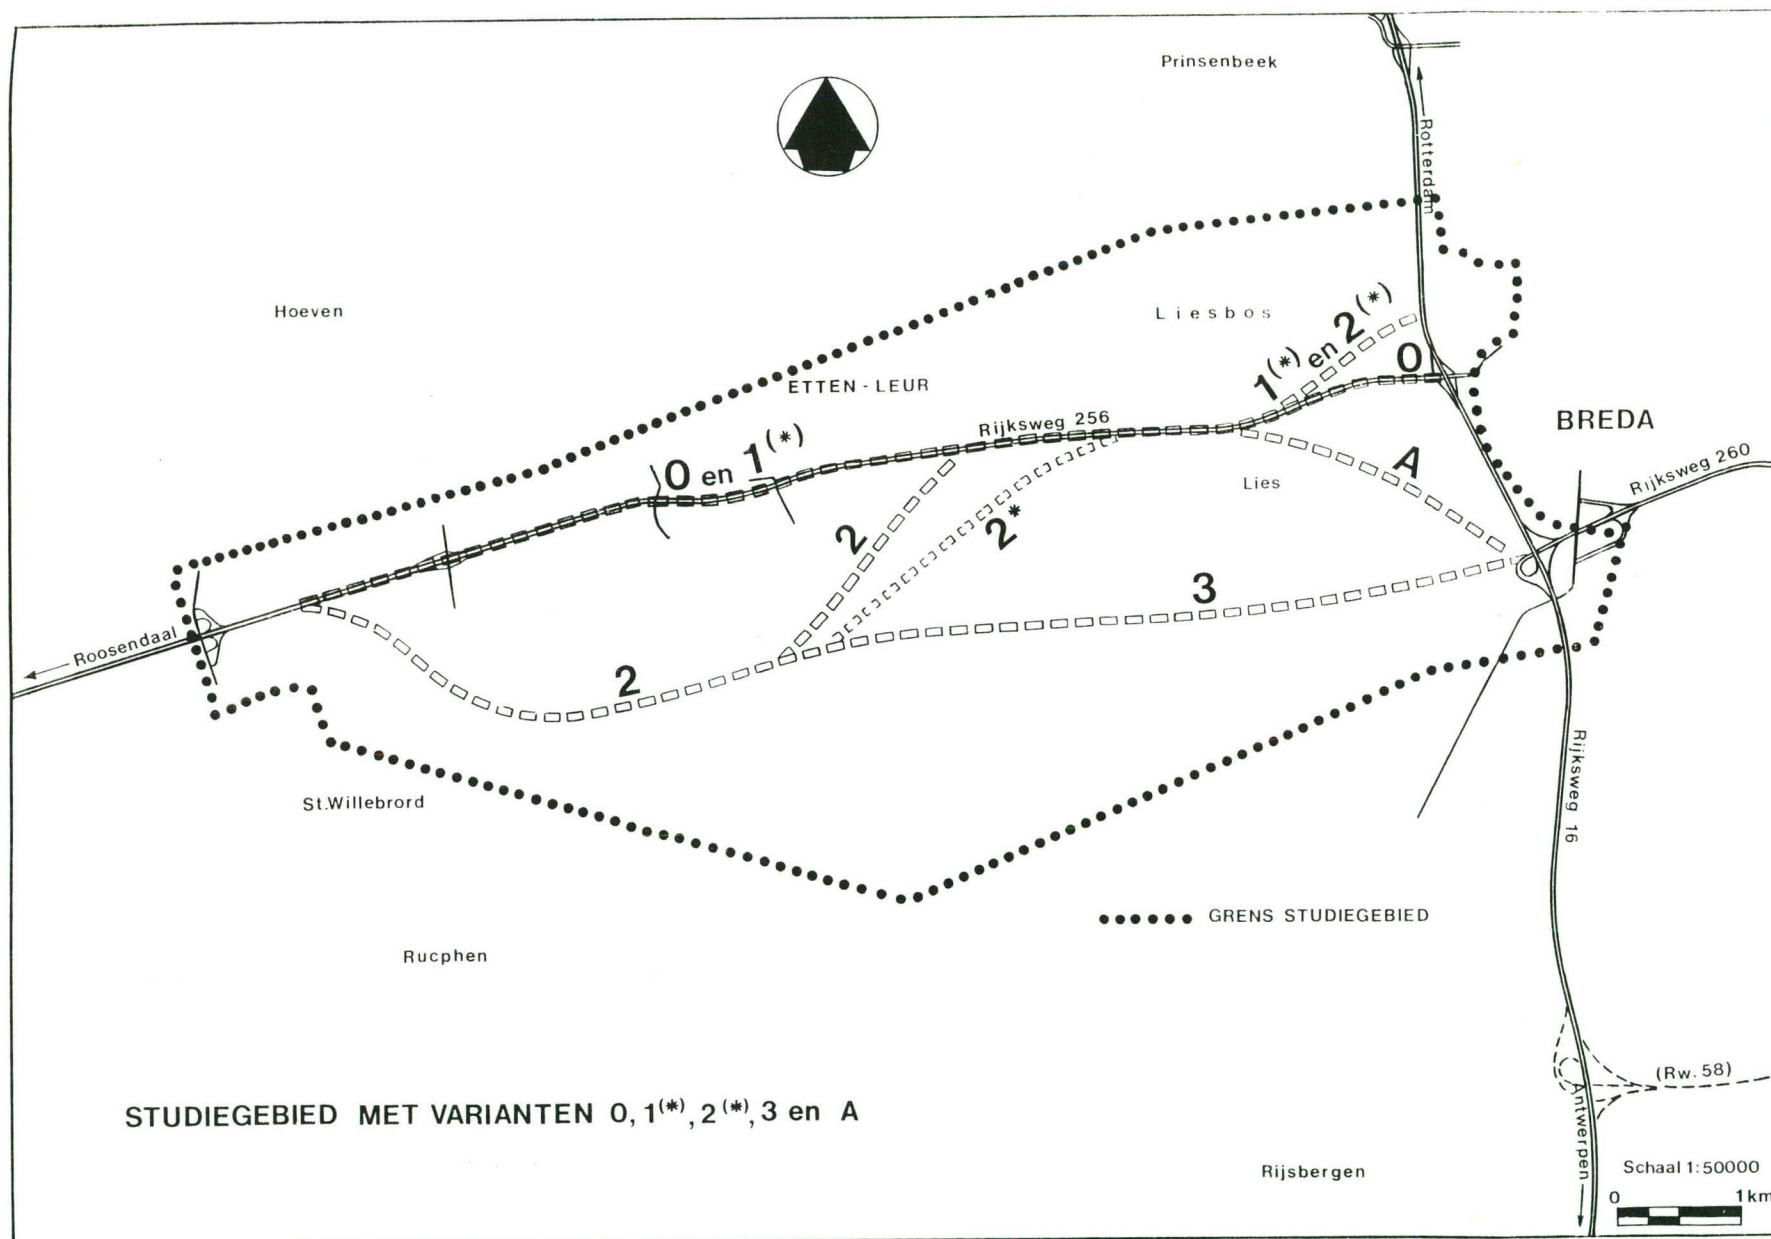 Prinsenbeek
Rotterdam
Hoeven
Liesbos
1(*) en 2(*)
0
ETTEN - LEUR
Rijksweg 256
BREDA
0 en 1(*)
A
Rijksweg 260
Lies
2
2*
3
Roosendaal
2
St.Willebrord
Rijksweg 16
GRENS STUDIEGEBIED
Rucphen
(Rw. 58)
STUDIEGEBIED MET VARIANTEN 0, 1(*), 2(*), 3 en A
Antwerpen
Rijsbergen
Schaal 1:50000
0 1km